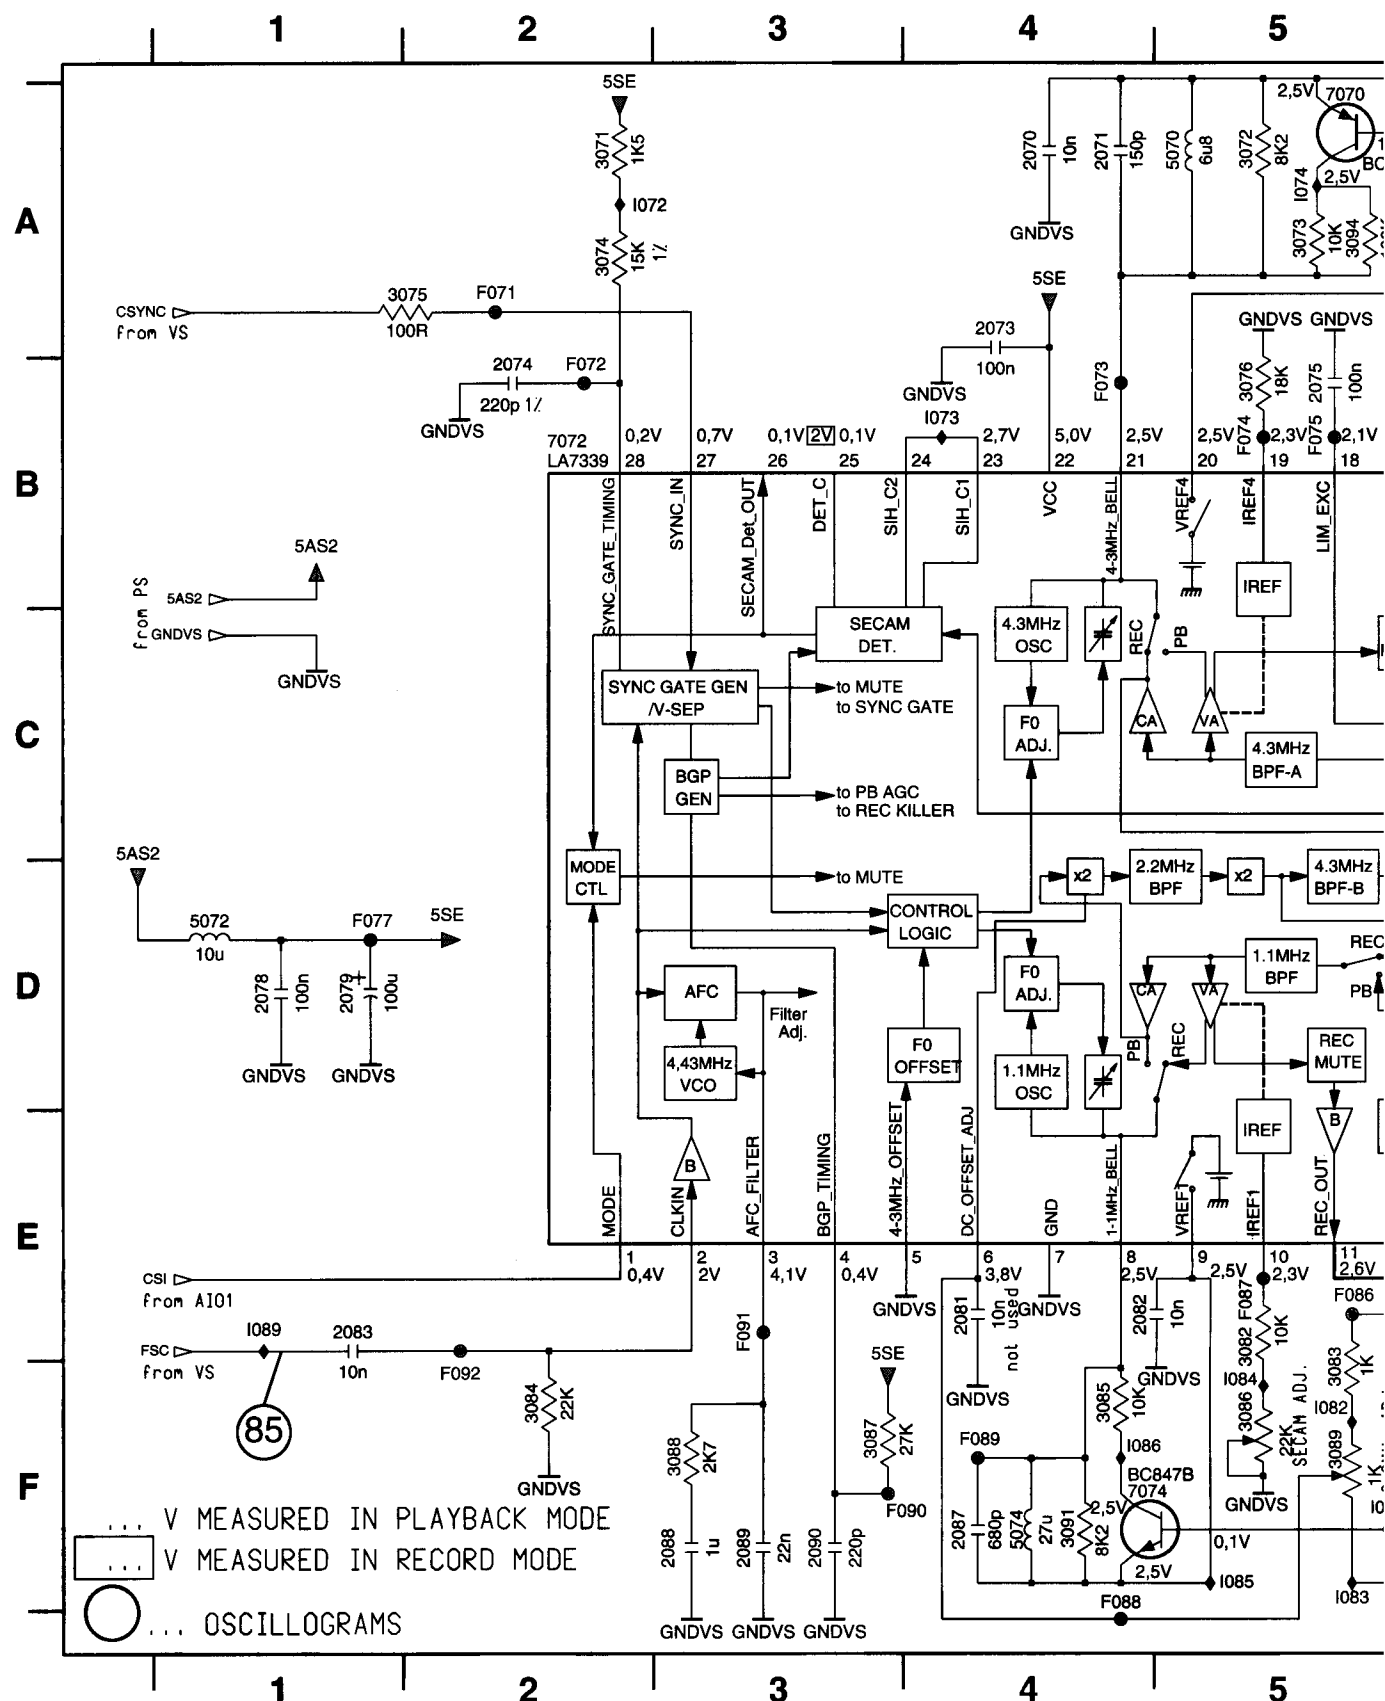 1 2 3 4 5
A
5SE
3071
1K5
I072
3074
15K
1%
2070
10n
GNDVS
2071
150p
5070
6u8
3072
8K2
2,5V
7070
BC
I074
2,5V
3073
10K
3094
CSYNC
from VS
3075
100R
F071
5SE
2073
100n
GNDVS
GNDVS
GNDVS
2074
220p 1%
F072
GNDVS
I073
F073
3076
18K
2075
100n
F074
F075
B
7072
LA7339
0,2V
0,7V
0,1V
2V
0,1V
2,7V
5,0V
2,5V
2,5V
2,3V
2,1V
28 27 26 25 24 23 22 21 20 19 18
SYNC_GATE_TIMING
SYNC_IN
SECAM_Det_OUT
DET_C
SIH_C2
SIH_C1
VCC
4-3MHz_BELL
VREF4
IREF4
LIM_EXC
5AS2
from PS
5AS2
GNDVS
GNDVS
C
SECAM
DET.
4.3MHz
OSC
REC
PB
IREF
SYNC GATE GEN
/V-SEP
to MUTE
to SYNC GATE
F0
ADJ.
CA
VA
4.3MHz
BPF-A
BGP
GEN
to PB AGC
to REC KILLER
5AS2
MODE
CTL
to MUTE
x2
2.2MHz
BPF
x2
4.3MHz
BPF-B
D
5072
10u
F077
5SE
2078
100n
2079
+
100u
GNDVS
GNDVS
CONTROL
LOGIC
AFC
Filter
Adj.
4,43MHz
VCO
F0
OFFSET
F0
ADJ.
1.1MHz
OSC
CA
VA
PB
REC
1.1MHz
BPF
REC
PB
REC
MUTE
B
IREF
B
E
MODE
CLKIN
AFC_FILTER
BGP_TIMING
4-3MHz_OFFSET
DC_OFFSET_ADJ
GND
1-1MHz_BELL
VREF1
IREF1
REC_OUT
1 2 3 4 5 6 7 8 9 10 11
0,4V
2V
4,1V
0,4V
3,8V
2,5V
2,5V
2,3V
2,6V
CSI
from AIO1
FSC
from VS
I089
2083
10n
F092
F091
GNDVS
2081
10n
not used
GNDVS
GNDVS
2082
10n
GNDVS
F087
3082
10K
I084
3086
22K
SECAM ADJ.
GNDVS
F086
3083
1K
I082
3089
1K
85
F
3084
22K
GNDVS
3088
2K7
2088
1u
2089
22n
2090
220p
5SE
3087
27K
F090
F089
2087
680p
5074
27u
3091
8K2
3085
10K
I086
BC847B
7074
2,5V
2,5V
0,1V
I085
I083
F088
GNDVS GNDVS GNDVS
... V MEASURED IN PLAYBACK MODE
... V MEASURED IN RECORD MODE
... OSCILLOGRAMS
1 2 3 4 5